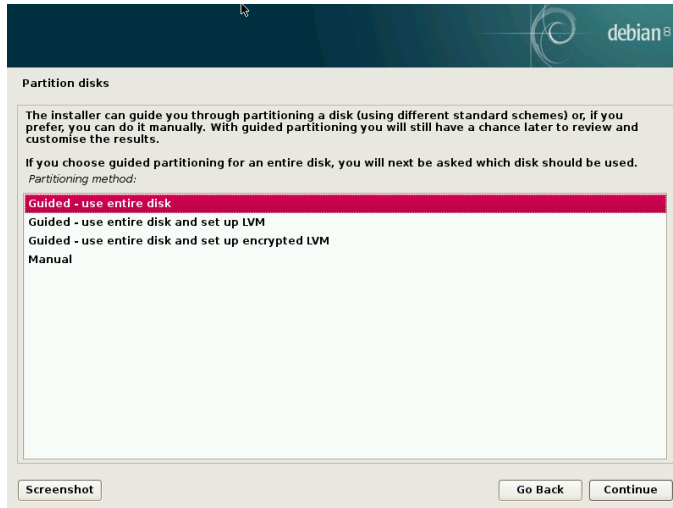 debian 8
Partition disks
The installer can guide you through partitioning a disk (using different standard schemes) or, if you
prefer, you can do it manually. With guided partitioning you will still have a chance later to review and
customise the results.
If you choose guided partitioning for an entire disk, you will next be asked which disk should be used.
Partitioning method:
Guided - use entire disk
Guided - use entire disk and set up LVM
Guided - use entire disk and set up encrypted LVM
Manual
Screenshot
Go Back
Continue